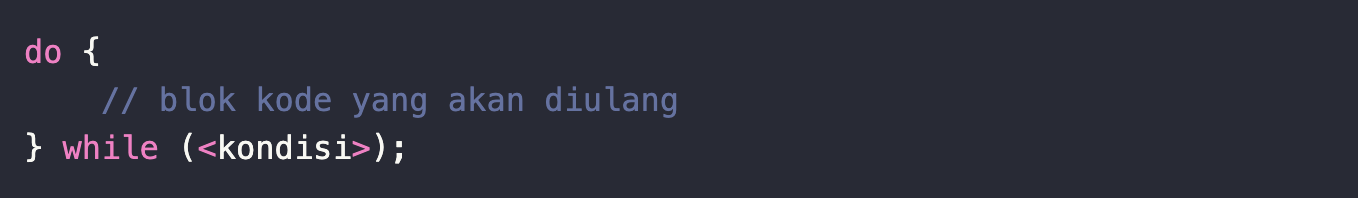 do {
    // blok kode yang akan diulang
} while (<kondisi>);